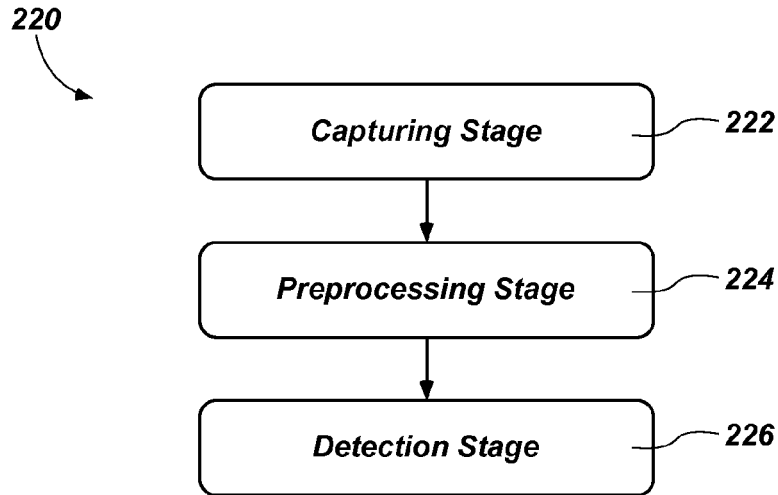 220
Capturing Stage
222
Preprocessing Stage
224
Detection Stage
226